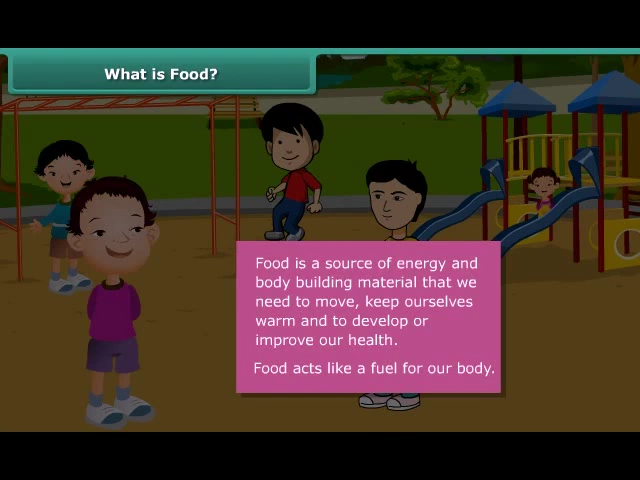 What is Food?
Food is a source of energy and
body building material that we
need to move, keep ourselves
warm and to develop or
improve our health.
Food acts like a fuel for our body.